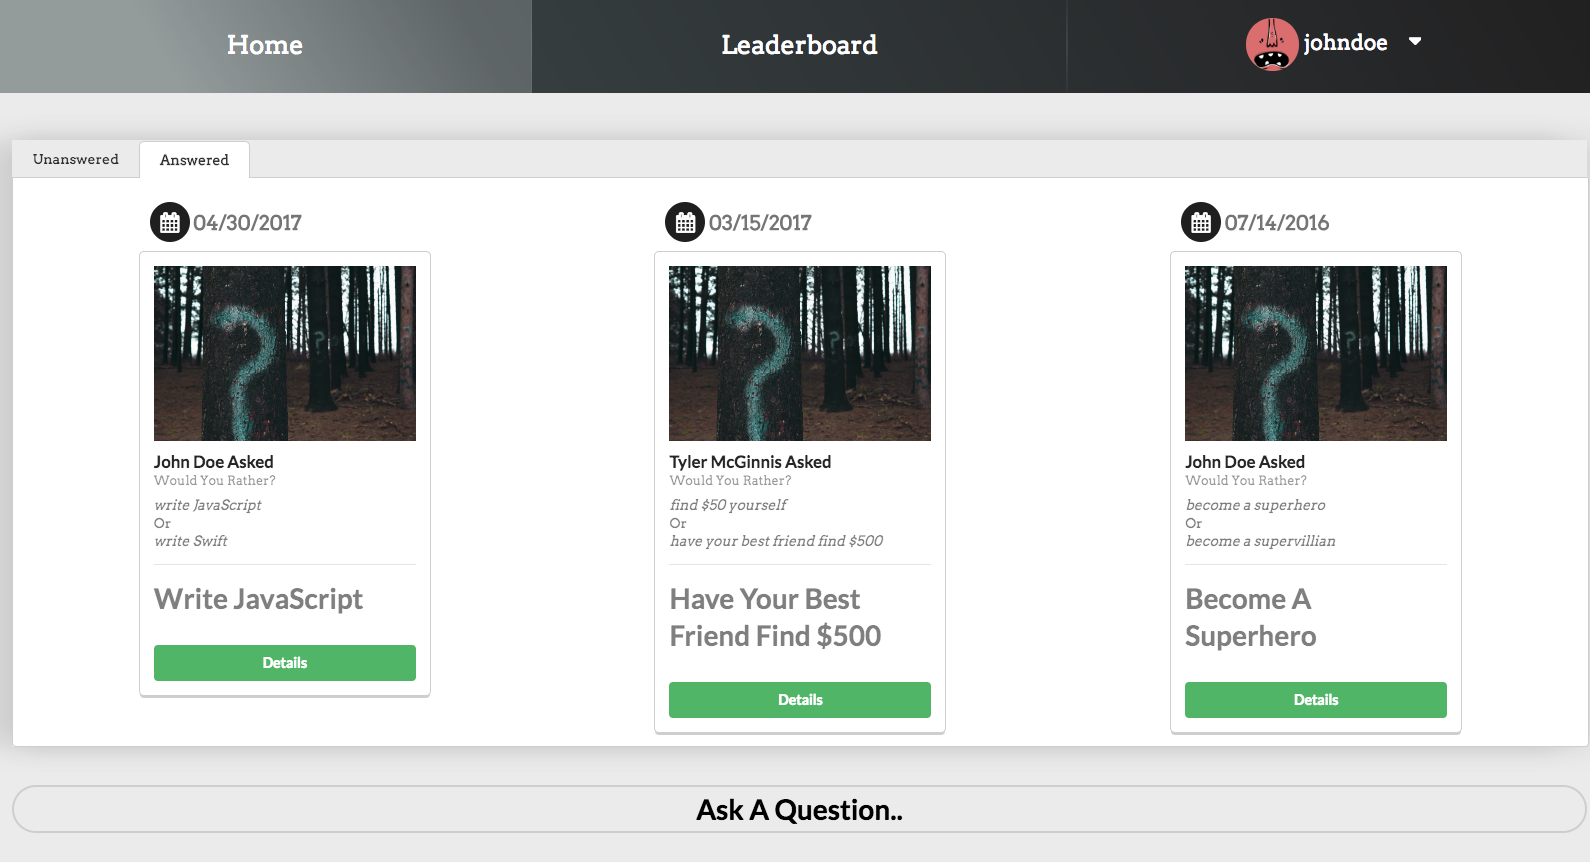 Home
Leaderboard
johndoe
Unanswered
Answered
04/30/2017
John Doe Asked
Would You Rather?
write JavaScript
Or
write Swift
Write JavaScript
Details
03/15/2017
Tyler McGinnis Asked
Would You Rather?
find $50 yourself
Or
have your best friend find $500
Have Your Best
Friend Find $500
Details
07/14/2016
John Doe Asked
Would You Rather?
become a superhero
Or
become a supervillian
Become A
Superhero
Details
Ask A Question..